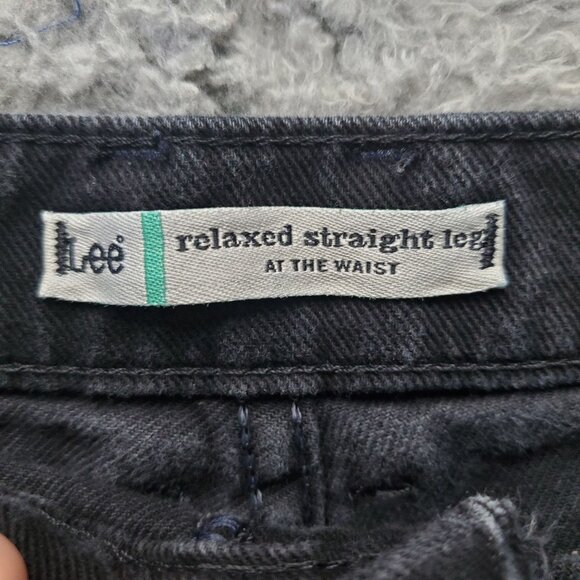 Lee®
relaxed straight leg
AT THE WAIST